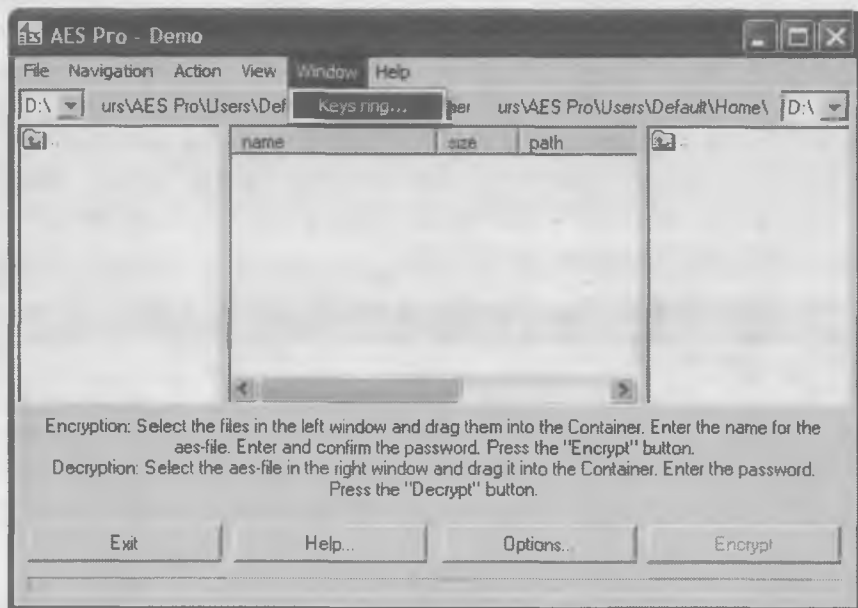 AES Pro - Demo
File Navigation Action View Window Help
D:\ urs\AES Pro\Users\Def Keys ring... urs\AES Pro\Users\Default\Home\ D:\
name size path
Encryption: Select the files in the left window and drag them into the Container. Enter the name for the
aes-file. Enter and confirm the password. Press the "Encrypt" button.
Decryption: Select the aes-file in the right window and drag it into the Container. Enter the password.
Press the "Decrypt" button.
Exit Help... Options... Encrypt